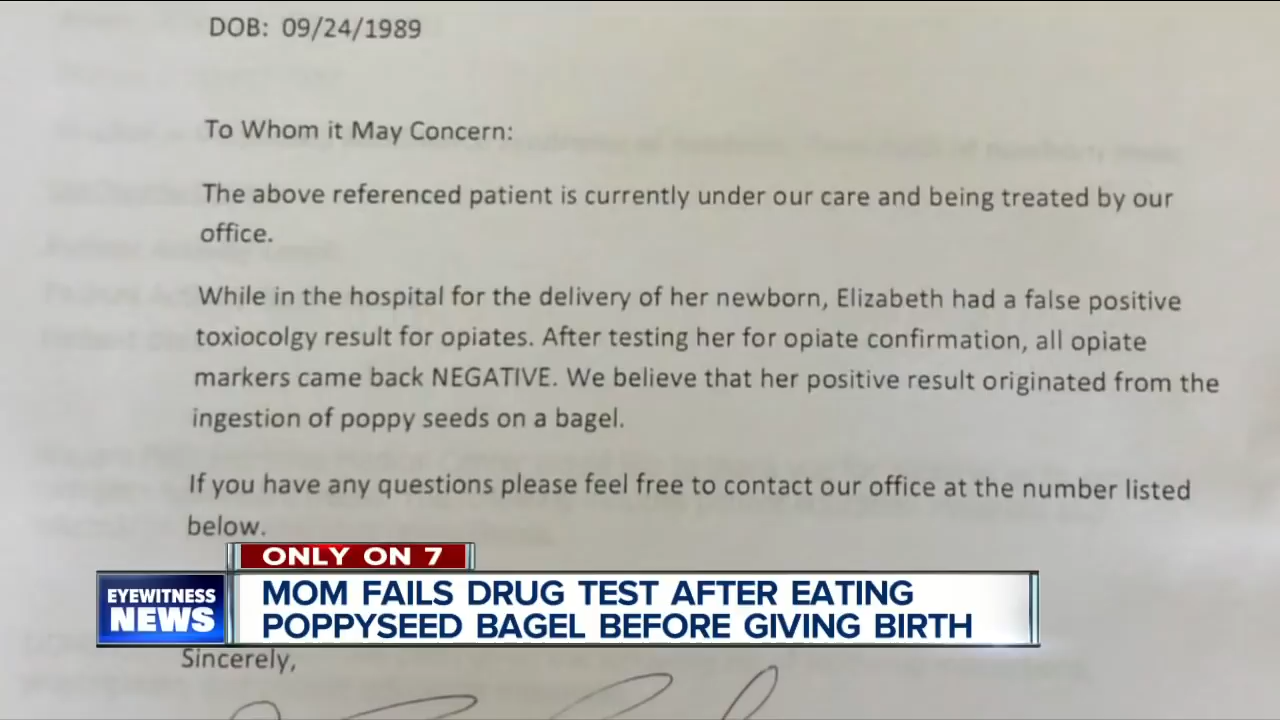 DOB: 09/24/1989
To Whom it May Concern:
The above referenced patient is currently under our care and being treated by our
office.
While in the hospital for the delivery of her newborn, Elizabeth had a false positive
toxiocolgy result for opiates. After testing her for opiate confirmation, all opiate
markers came back NEGATIVE. We believe that her positive result originated from the
ingestion of poppy seeds on a bagel.
If you have any questions please feel free to contact our office at the number listed
below.
ONLY ON 7
EYEWITNESS
NEWS
MOM FAILS DRUG TEST AFTER EATING
POPPYSEED BAGEL BEFORE GIVING BIRTH
Sincerely,